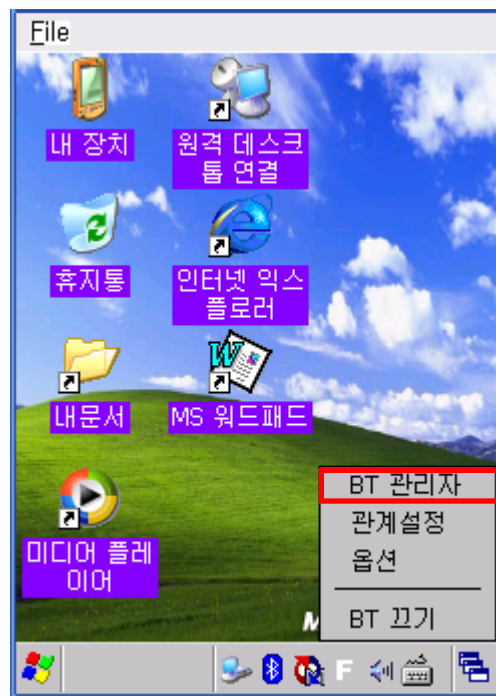 File
내 장치
원격 데스크
톱 연결
휴지통
인터넷 익스
플로러
내문서
MS 워드패드
미디어 플레
이어
BT 관리자
관계설정
옵션
BT 끄기
M
F